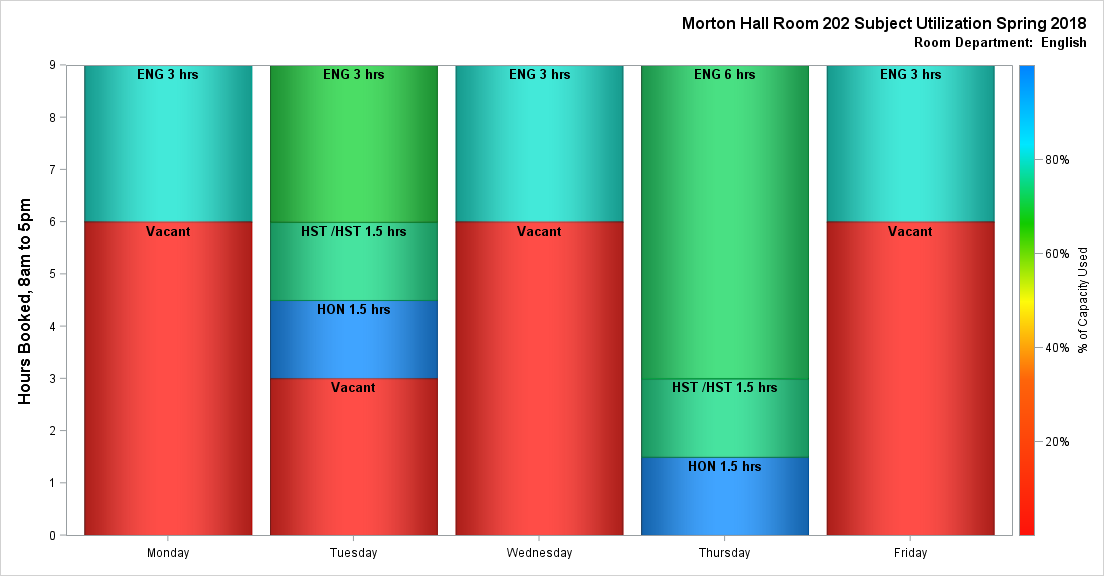 Morton Hall Room 202 Subject Utilization Spring 2018
Room Department: English
Hours Booked, 8am to 5pm
9
8
7
6
5
4
3
2
1
0
ENG 3 hrs
Vacant
ENG 3 hrs
HST /HST 1.5 hrs
HON 1.5 hrs
Vacant
ENG 3 hrs
Vacant
ENG 6 hrs
HST /HST 1.5 hrs
HON 1.5 hrs
ENG 3 hrs
Vacant
Monday
Tuesday
Wednesday
Thursday
Friday
80%
60%
40%
20%
% of Capacity Used